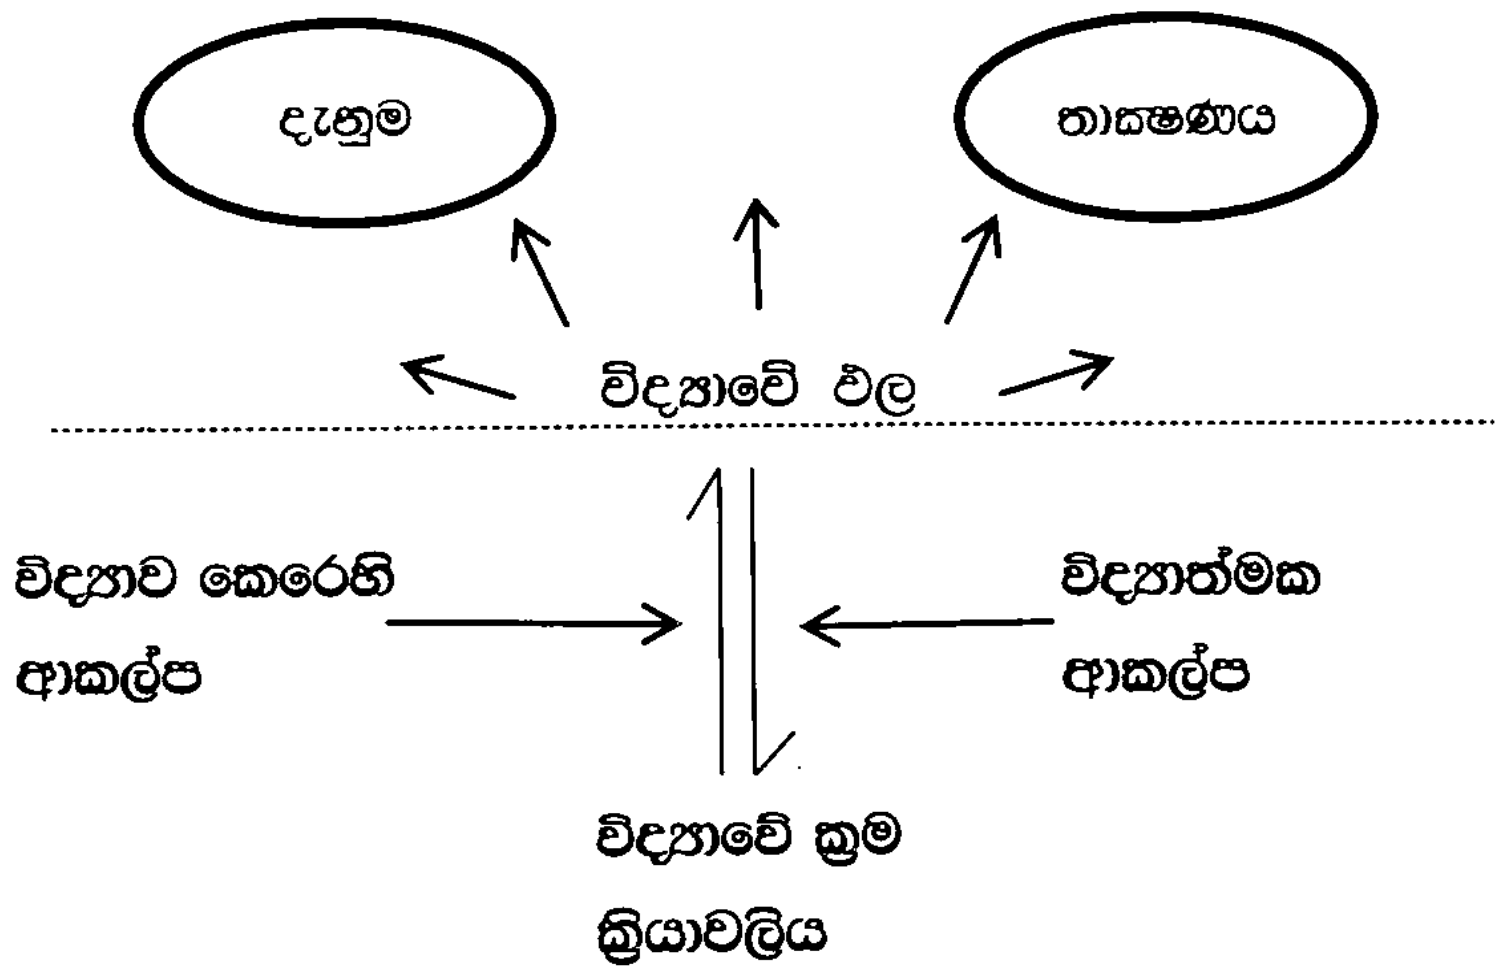 දැනුම
තාක්‍ෂණය
විද්‍යාවේ ඵල
විද්‍යාව කෙරෙහි
ආකල්ප
විද්‍යාත්මක
ආකල්ප
විද්‍යාවේ ක්‍රම
ක්‍රියාවලිය